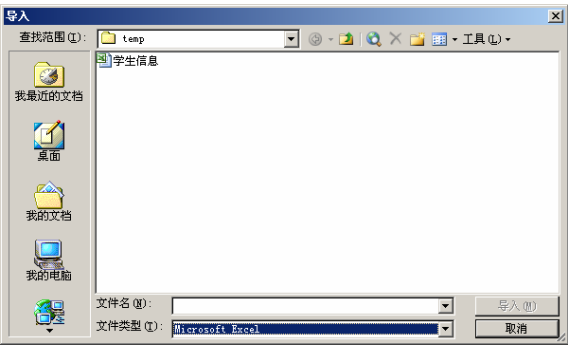 导入
查找范围(I):
temp
工具(L)
学生信息
我最近的文档
桌面
我的文档
我的电脑
文件名(N):
导入(M)
文件类型(T):
Microsoft Excel
取消